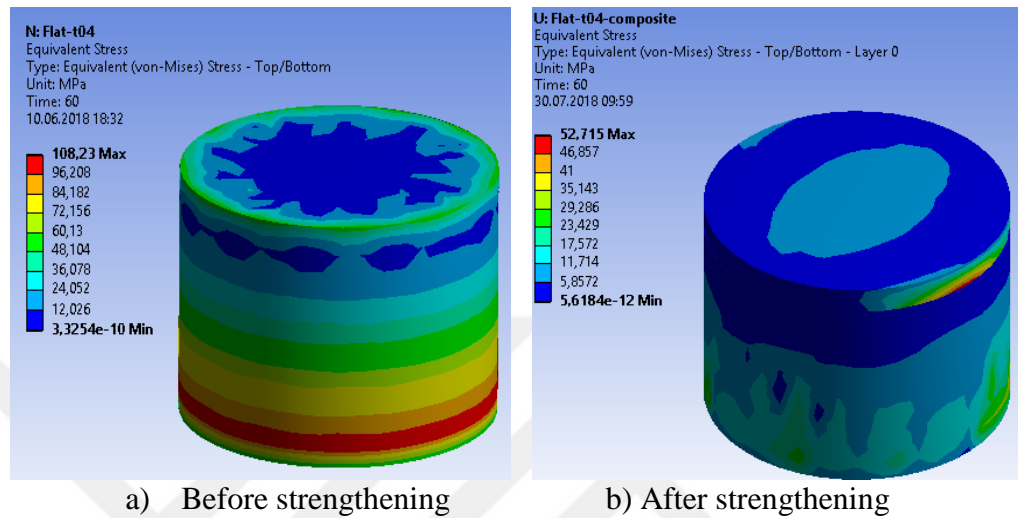 N: Flat-t04
Equivalent Stress
Type: Equivalent (von-Mises) Stress - Top/Bottom
Unit: MPa
Time: 60
10.06.2018 18:32
108,23 Max
96,208
84,182
72,156
60,13
48,104
36,078
24,052
12,026
3,3254e-10 Min
U: Flat-t04-composite
Equivalent Stress
Type: Equivalent (von-Mises) Stress - Top/Bottom - Layer 0
Unit: MPa
Time: 60
30.07.2018 09:59
52,715 Max
46,857
41
35,143
29,286
23,429
17,572
11,714
5,8572
5,6184e-12 Min
a) Before strengthening
b) After strengthening